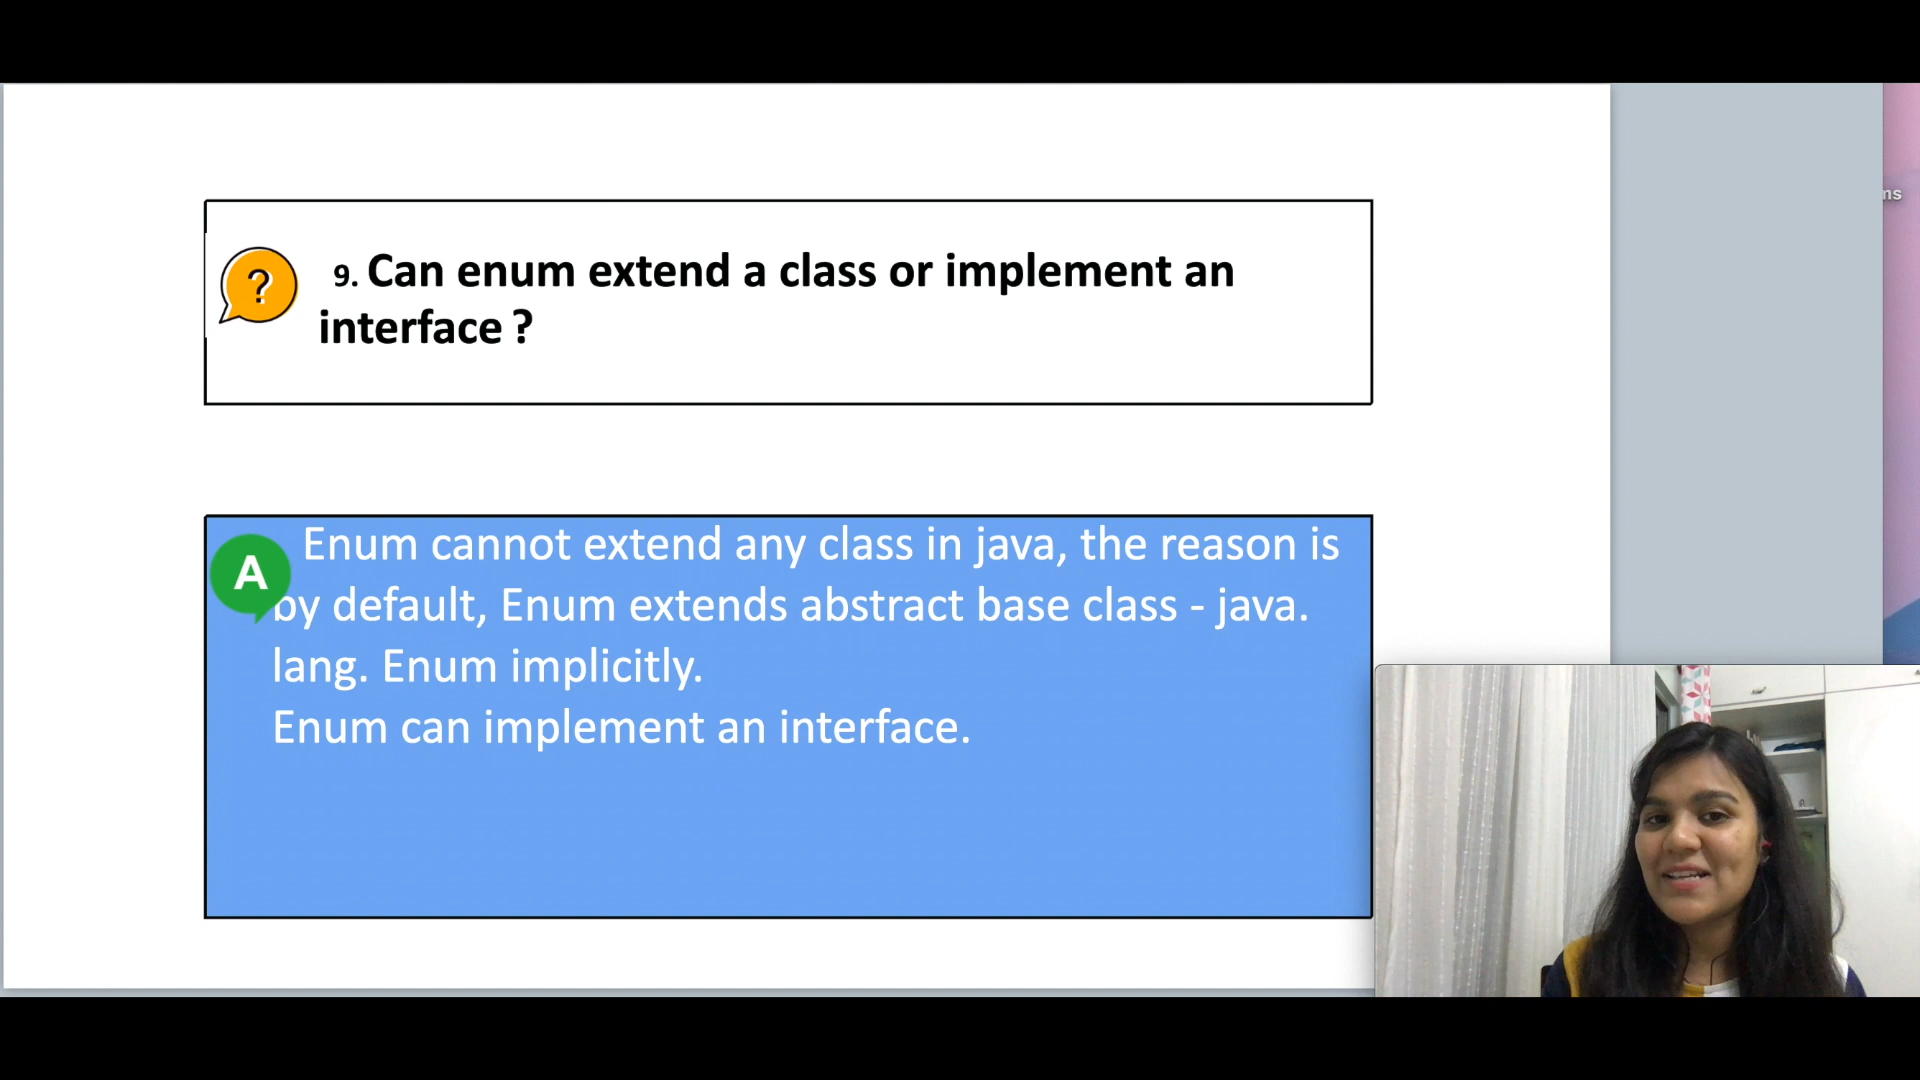 ?
9. Can enum extend a class or implement an
interface ?
A
Enum cannot extend any class in java, the reason is
by default, Enum extends abstract base class - java.
lang. Enum implicitly.
Enum can implement an interface.